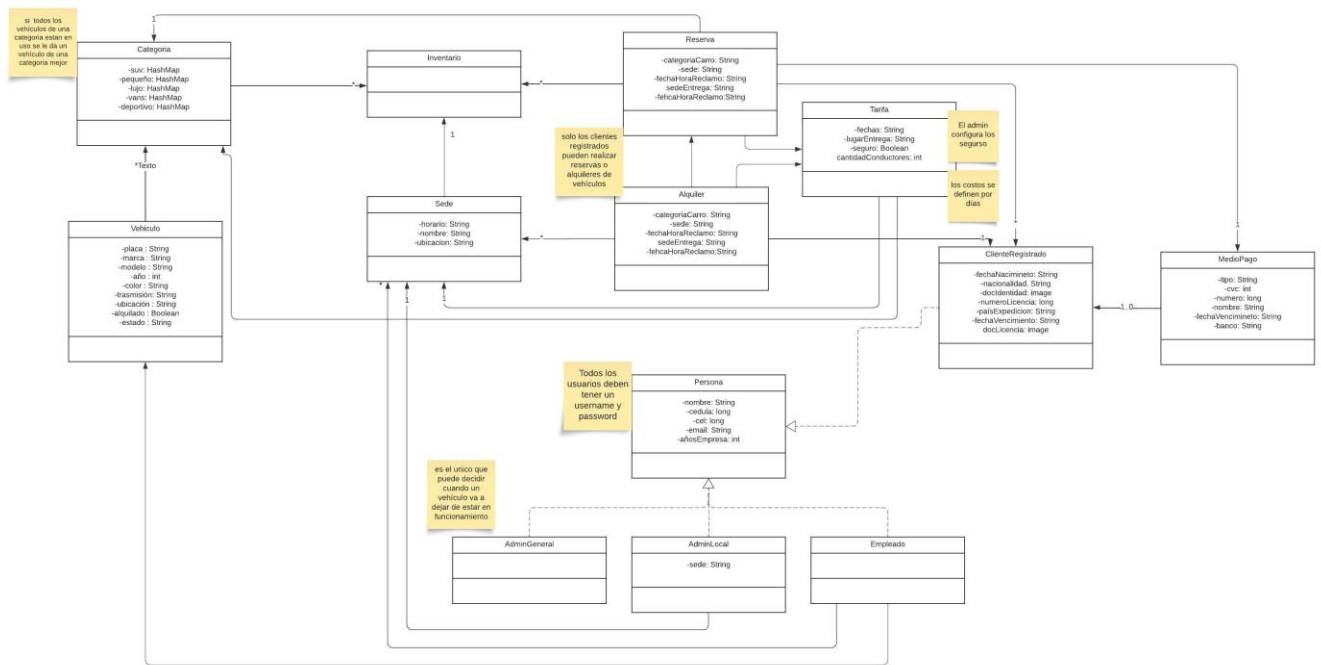 si todos los
vehículos de una
categoria estan en
uso se le da un
vehículo de una
categoria mejor
1
Categoria
-suv: HashMap
-pequeño: HashMap
-lujo: HashMap
-vans: HashMap
-deportivo: HashMap
*
Inventario
*
Reserva
-categoriaCarro: String
-sede: String
-fechaHoraReclamo: String
sedeEntrega: String
-fehcaHoraReclamo:String
Tarifa
-fechas: String
-lugarEntrega: String
-seguro: Boolean
cantidadConductores: int
El admin
configura los
segurso
los costos se
definen por
días
solo los clientes
registrados
pueden realizar
reservas o
alquileres de
vehículos
1
*Texto
Vehiculo
-placa : String
-marca : String
-modelo : String
-año : int
-color : String
-trasmisión: String
-ubicación : String
-alquilado : Boolean
-estado : String
Sede
-horario: String
-nombre: String
-ubicacion: String
*
Alquiler
-categoriaCarro: String
-sede: String
-fechaHoraReclamo: String
sedeEntrega: String
-fehcaHoraReclamo:String
*
1
1
ClienteRegistrado
-fechaNacimineto: String
-nacionalidad: String
-docIdentidad: image
-numeroLicencia: long
-paísExpedicion: String
-fechaVencimiento: String
docLicencia: image
1 0
MedioPago
-tipo: String
-cvc: int
-numero: long
-nombre: String
-fechaVencimineto: String
-banco: String
*
1
1
Todos los
usuarios deben
tener un
username y
password
Persona
-nombre: String
-cedula: long
-cel: long
-email: String
-añosEmpresa: int
es el unico que
puede decidir
cuando un
vehículo va a
dejar de estar en
funcionamiento
AdminGeneral
AdminLocal
-sede: String
Empleado